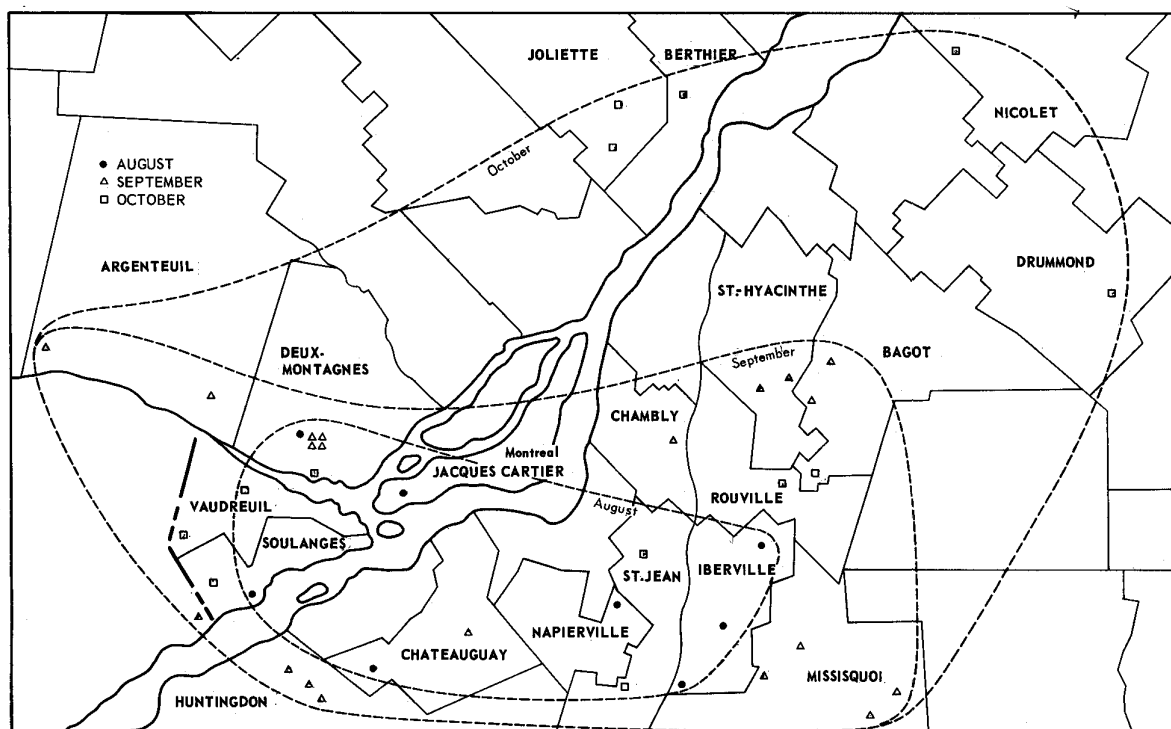 JOLIETTE
BERTHIER
NICOLET
October
AUGUST
SEPTEMBER
OCTOBER
ARGENTEUIL
DRUMMOND
ST.-HYACINTHE
DEUX-
MONTAGNES
September
BAGOT
CHAMBLY
Montreal
JACQUES CARTIER
VAUDREUIL
ROUVILLE
August
SOULANGES
ST.JEAN
IBERVILLE
NAPIERVILLE
CHATEAUGUAY
MISSISQUOI
HUNTINGDON